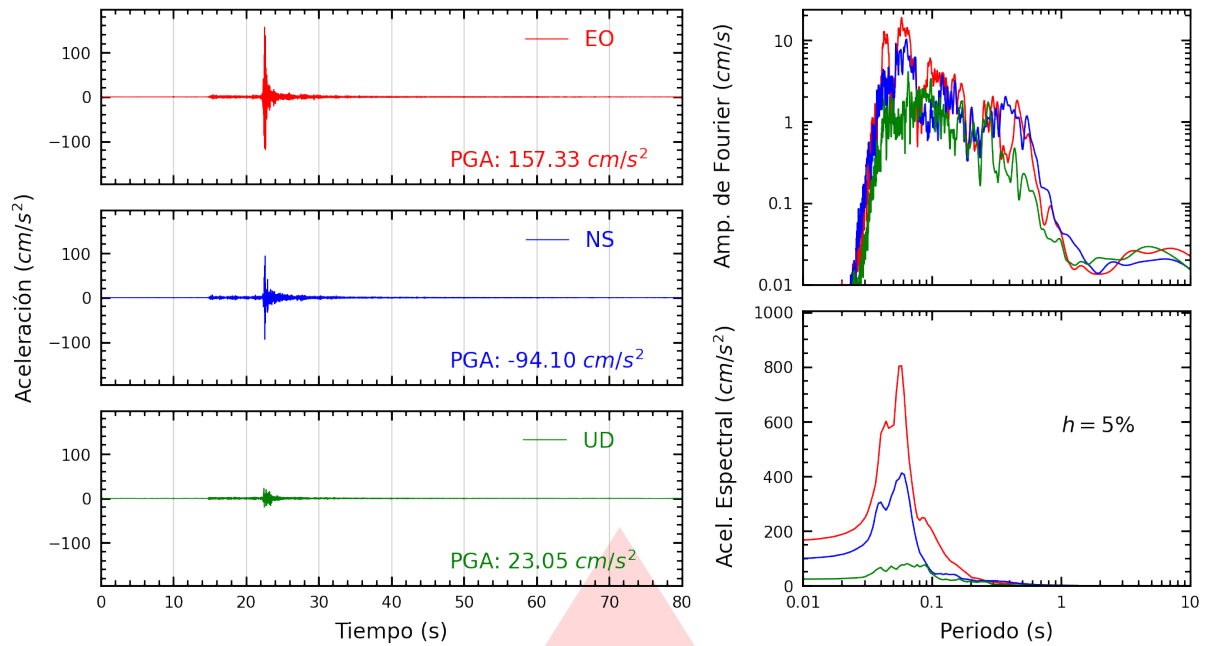 Aceleración (cm/s²)
100
0
−100
EO
PGA: 157.33 cm/s²
100
0
−100
NS
PGA: -94.10 cm/s²
100
0
−100
UD
PGA: 23.05 cm/s²
0 10 20 30 40 50 60 70 80
Tiempo (s)
Amp. de Fourier (cm/s)
10
1
0.1
0.01
Acel. Espectral (cm/s²)
1000
800
600
400
200
0
h = 5%
0.01 0.1 1 10
Periodo (s)